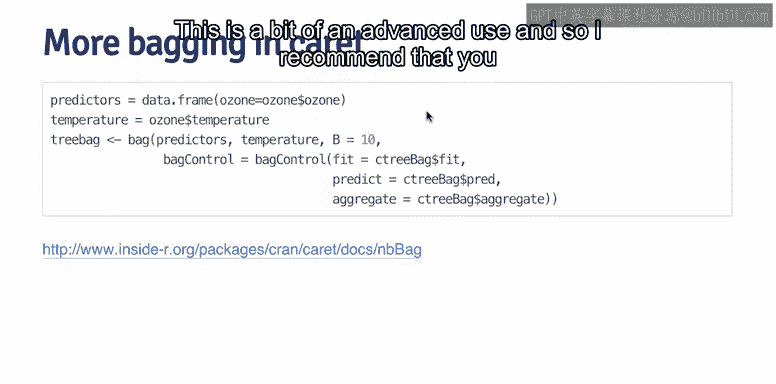 This is a bit of an advanced use and so I
recommend that you
More bagging in caret
predictors = data.frame(ozone=ozone$ozone)
temperature = ozone$temperature
treebag <- bag(predictors, temperature, B = 10,
bagControl = bagControl(fit = ctreeBag$fit,
predict = ctreeBag$pred,
aggregate = ctreeBag$aggregate))
http://www.inside-r.org/packages/cran/caret/docs/nbBag